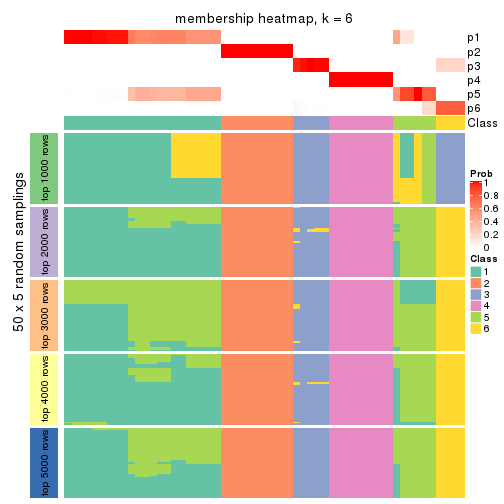 membership heatmap, k = 6
p1
p2
p3
p4
p5
p6
Class
50 x 5 random samplings
top 1000 rows
top 2000 rows
top 3000 rows
top 4000 rows
top 5000 rows
Prob
1
0.8
0.6
0.4
0.2
0
Class
1
2
3
4
5
6